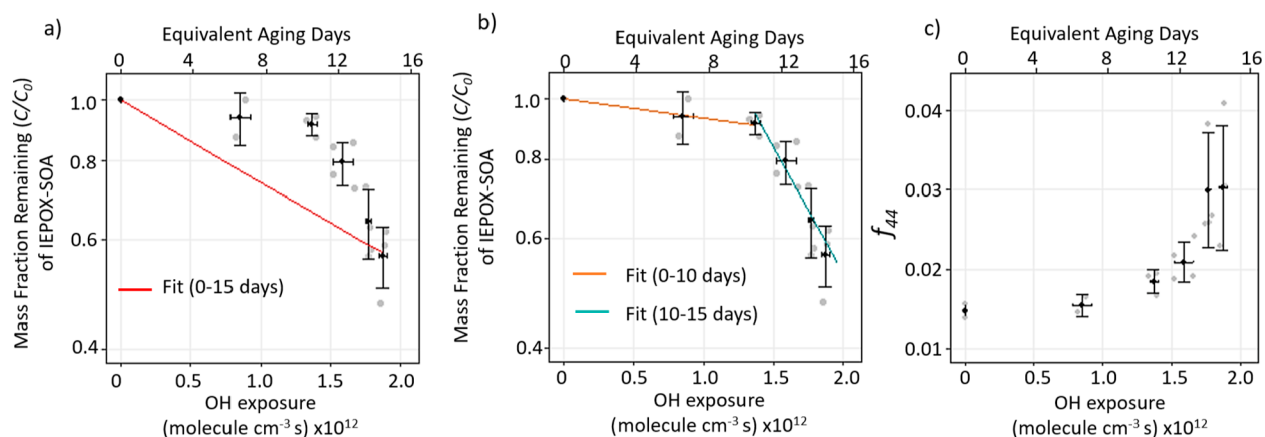 a)
Equivalent Aging Days
0 4 8 12 16
Mass Fraction Remaining (C/C0)
of IEPOX-SOA
1.0
0.8
0.6
0.4
Fit (0-15 days)
0 0.5 1.0 1.5 2.0
OH exposure
(molecule cm⁻³ s) x10¹²
b)
Equivalent Aging Days
0 4 8 12 16
Mass Fraction Remaining (C/C0)
of IEPOX-SOA
1.0
0.8
0.6
0.4
Fit (0-10 days)
Fit (10-15 days)
0 0.5 1.0 1.5 2.0
OH exposure
(molecule cm⁻³ s) x10¹²
c)
Equivalent Aging Days
0 4 8 12 16
f44
0.04
0.03
0.02
0.01
0 0.5 1.0 1.5 2.0
OH exposure
(molecule cm⁻³ s) x10¹²